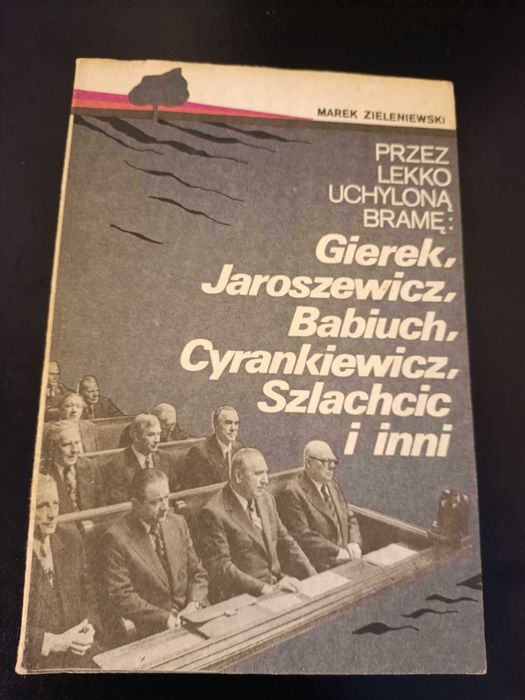 MAREK ZIELENIEWSKI
PRZEZ
LEKKO
UCHYLONĄ
BRAMĘ:
Gierek,
Jaroszewicz,
Babiuch,
Cyrankiewicz,
Szlachcic
i inni